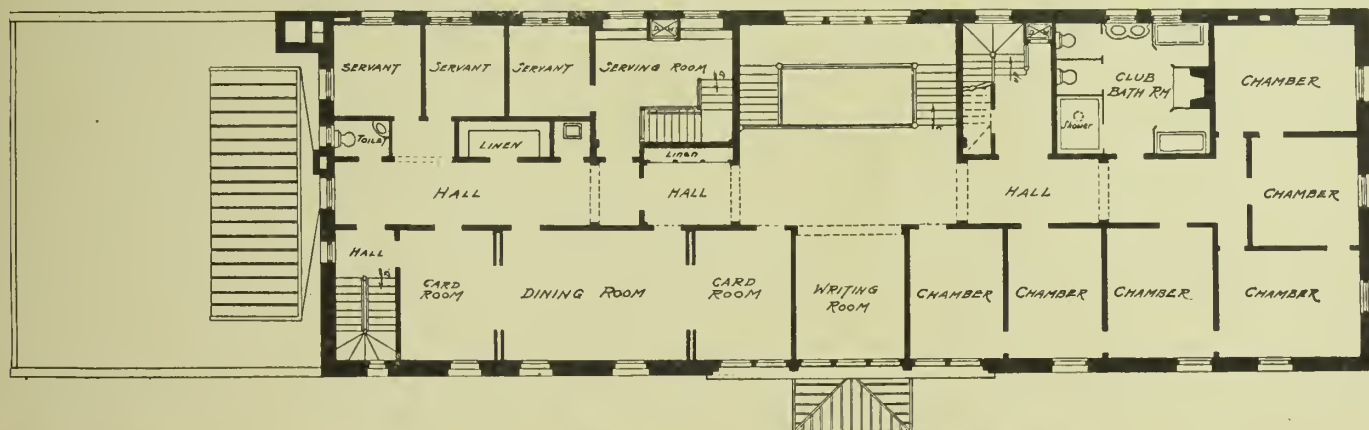 SERVANT
SERVANT
SERVANT
SERVING ROOM
CLUB
BATH RM
CHAMBER
TOILET
LINEN
Shower
LINEN
HALL
HALL
HALL
CHAMBER
HALL
CARD
ROOM
DINING ROOM
CARD
ROOM
WRITING
ROOM
CHAMBER
CHAMBER
CHAMBER
CHAMBER